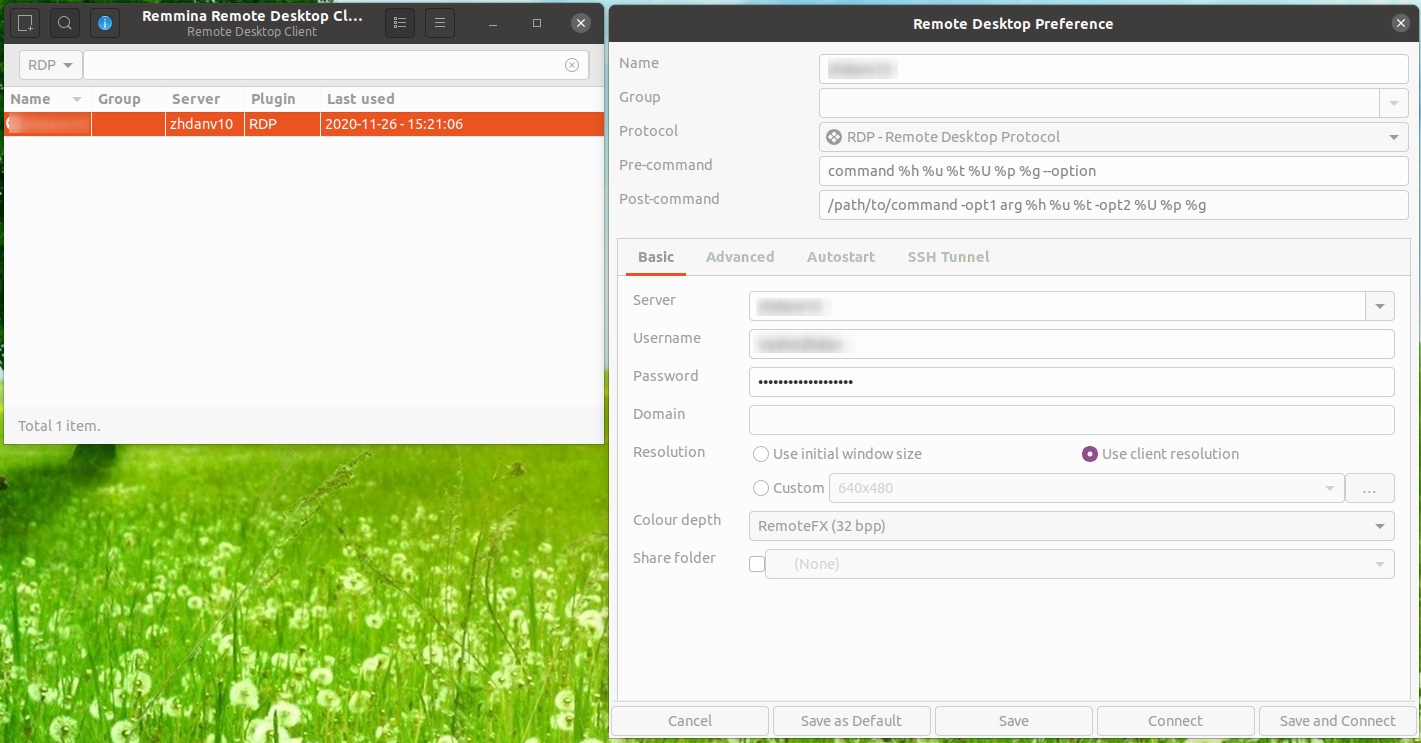 Remmina Remote Desktop Cl...
Remote Desktop Client
RDP
Name Group Server Plugin Last used
zhdanv10 RDP 2020-11-26 - 15:21:06
Total 1 item.
Remote Desktop Preference
Name
Group
Protocol RDP - Remote Desktop Protocol
Pre-command command %h %u %t %U %p %g --option
Post-command /path/to/command -opt1 arg %h %u %t -opt2 %U %p %g
Basic Advanced Autostart SSH Tunnel
Server
Username
Password •••••••••••••••••••
Domain
Resolution Use initial window size Use client resolution
Custom 640x480 ...
Colour depth RemoteFX (32 bpp)
Share folder (None)
Cancel Save as Default Save Connect Save and Connect